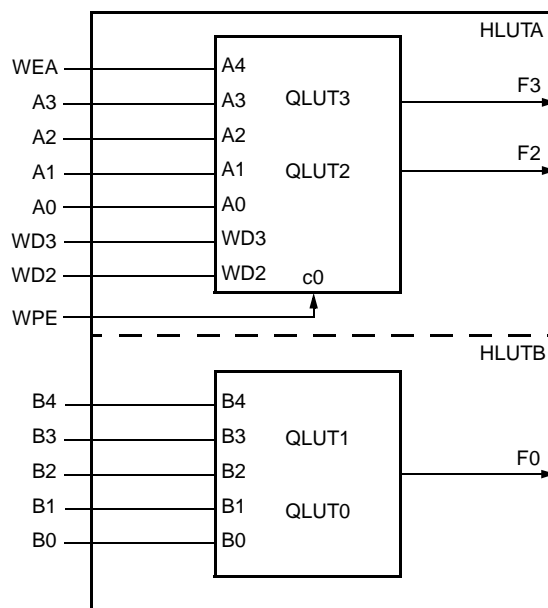 HLUTA
WEA A4 F3
A3 A3 QLUT3
A2 A2 F2
A1 A1 QLUT2
A0 A0
WD3 WD3
WD2 WD2 c0
WPE
HLUTB
B4 B4
B3 B3 QLUT1
B2 B2 F0
B1 B1 QLUT0
B0 B0